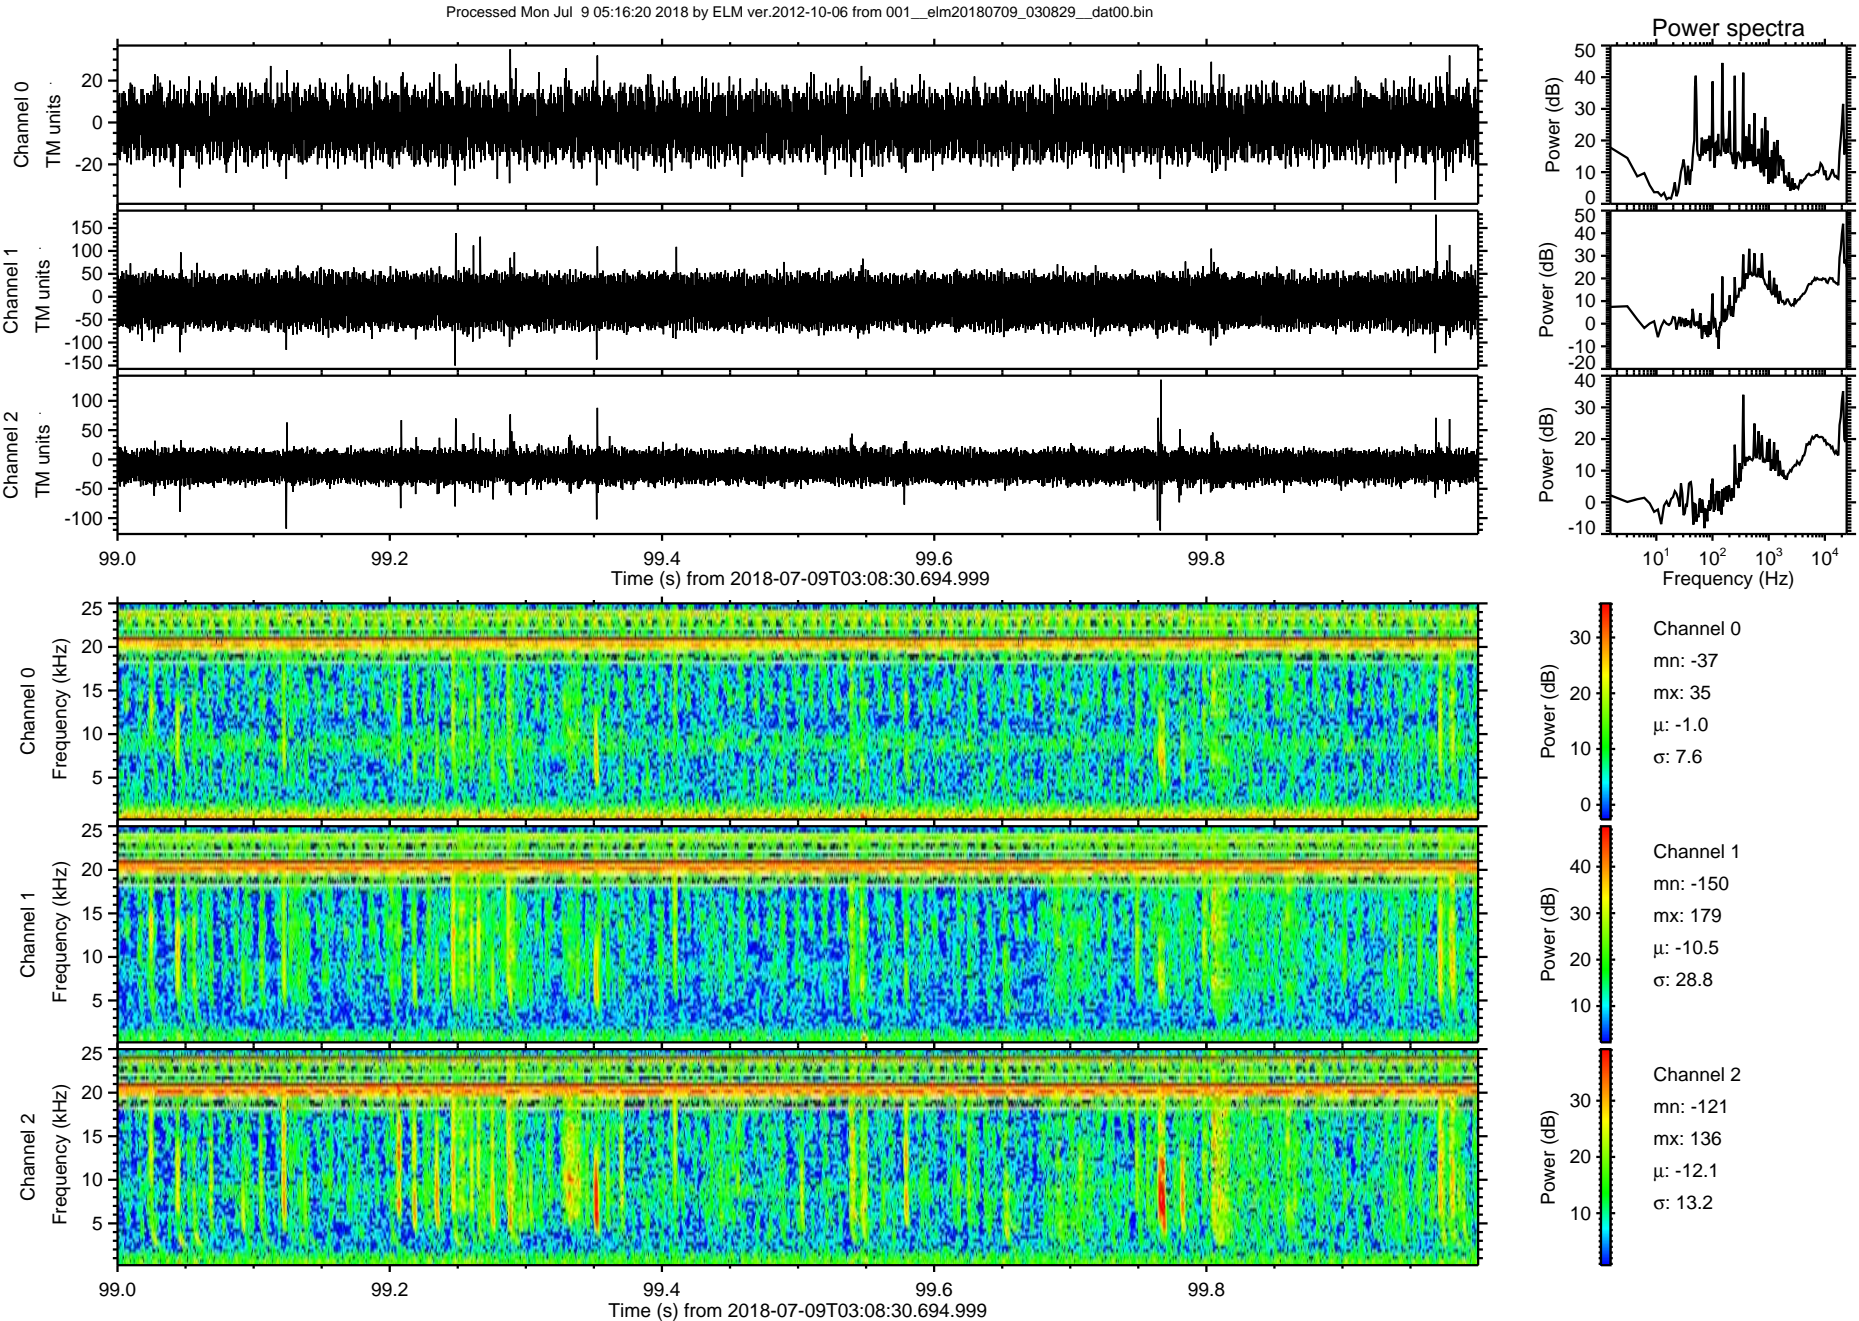 Processed Mon Jul  9 05:16:20 2018 by ELM ver.2012-10-06 from 001__elm20180709_030829__dat00.bin
Power spectra
Channel 0
TM units
20
0
-20
Power (dB)
50
40
30
20
10
0
Channel 1
TM units
150
100
50
0
-50
-100
-150
Power (dB)
50
40
30
20
10
0
-10
-20
Channel 2
TM units
100
50
0
-50
-100
Power (dB)
40
30
20
10
0
-10
99.0 99.2 99.4 99.6 99.8
Time (s) from 2018-07-09T03:08:30.694.999
10^1 10^2 10^3 10^4
Frequency (Hz)
Channel 0
Frequency (kHz)
25
20
15
10
5
Power (dB)
30
20
10
0
Channel 0
mn: -37
mx: 35
μ: -1.0
σ: 7.6
Channel 1
Frequency (kHz)
25
20
15
10
5
Power (dB)
40
30
20
10
Channel 1
mn: -150
mx: 179
μ: -10.5
σ: 28.8
Channel 2
Frequency (kHz)
25
20
15
10
5
Power (dB)
30
20
10
Channel 2
mn: -121
mx: 136
μ: -12.1
σ: 13.2
99.0 99.2 99.4 99.6 99.8
Time (s) from 2018-07-09T03:08:30.694.999